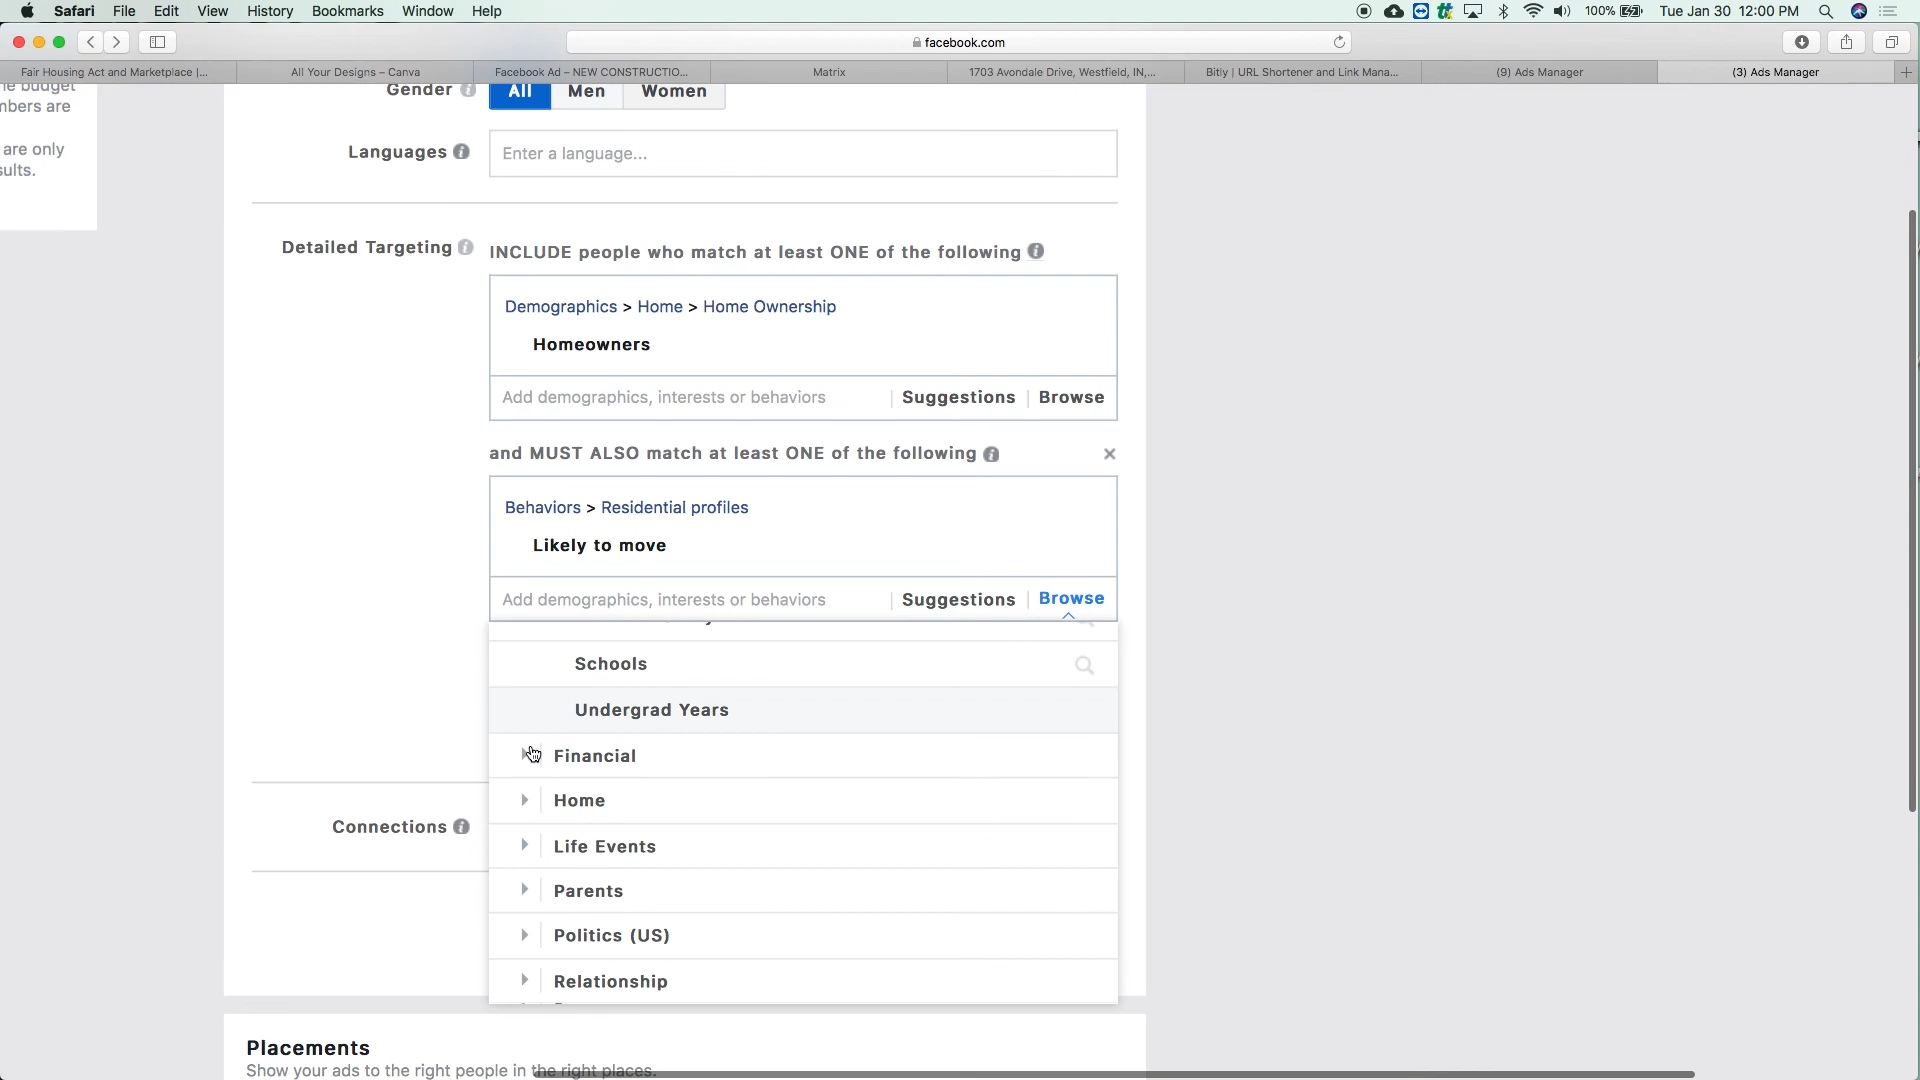 Safari File Edit View History Bookmarks Window Help 100% Tue Jan 30 12:00 PM
facebook.com
Fair Housing Act and Marketplace |... All Your Designs – Canva Facebook Ad – NEW CONSTRUCTIO... Matrix 1703 Avondale Drive, Westfield, IN,... Bitly | URL Shortener and Link Mana... (9) Ads Manager (3) Ads Manager
he budget
mbers are
are only
sults.
Gender All Men Women
Languages Enter a language...
Detailed Targeting INCLUDE people who match at least ONE of the following
Demographics > Home > Home Ownership
Homeowners
Add demographics, interests or behaviors | Suggestions | Browse
and MUST ALSO match at least ONE of the following
Behaviors > Residential profiles
Likely to move
Add demographics, interests or behaviors | Suggestions | Browse
Schools
Undergrad Years
Financial
Home
Connections
Life Events
Parents
Politics (US)
Relationship
Placements
Show your ads to the right people in the right places.